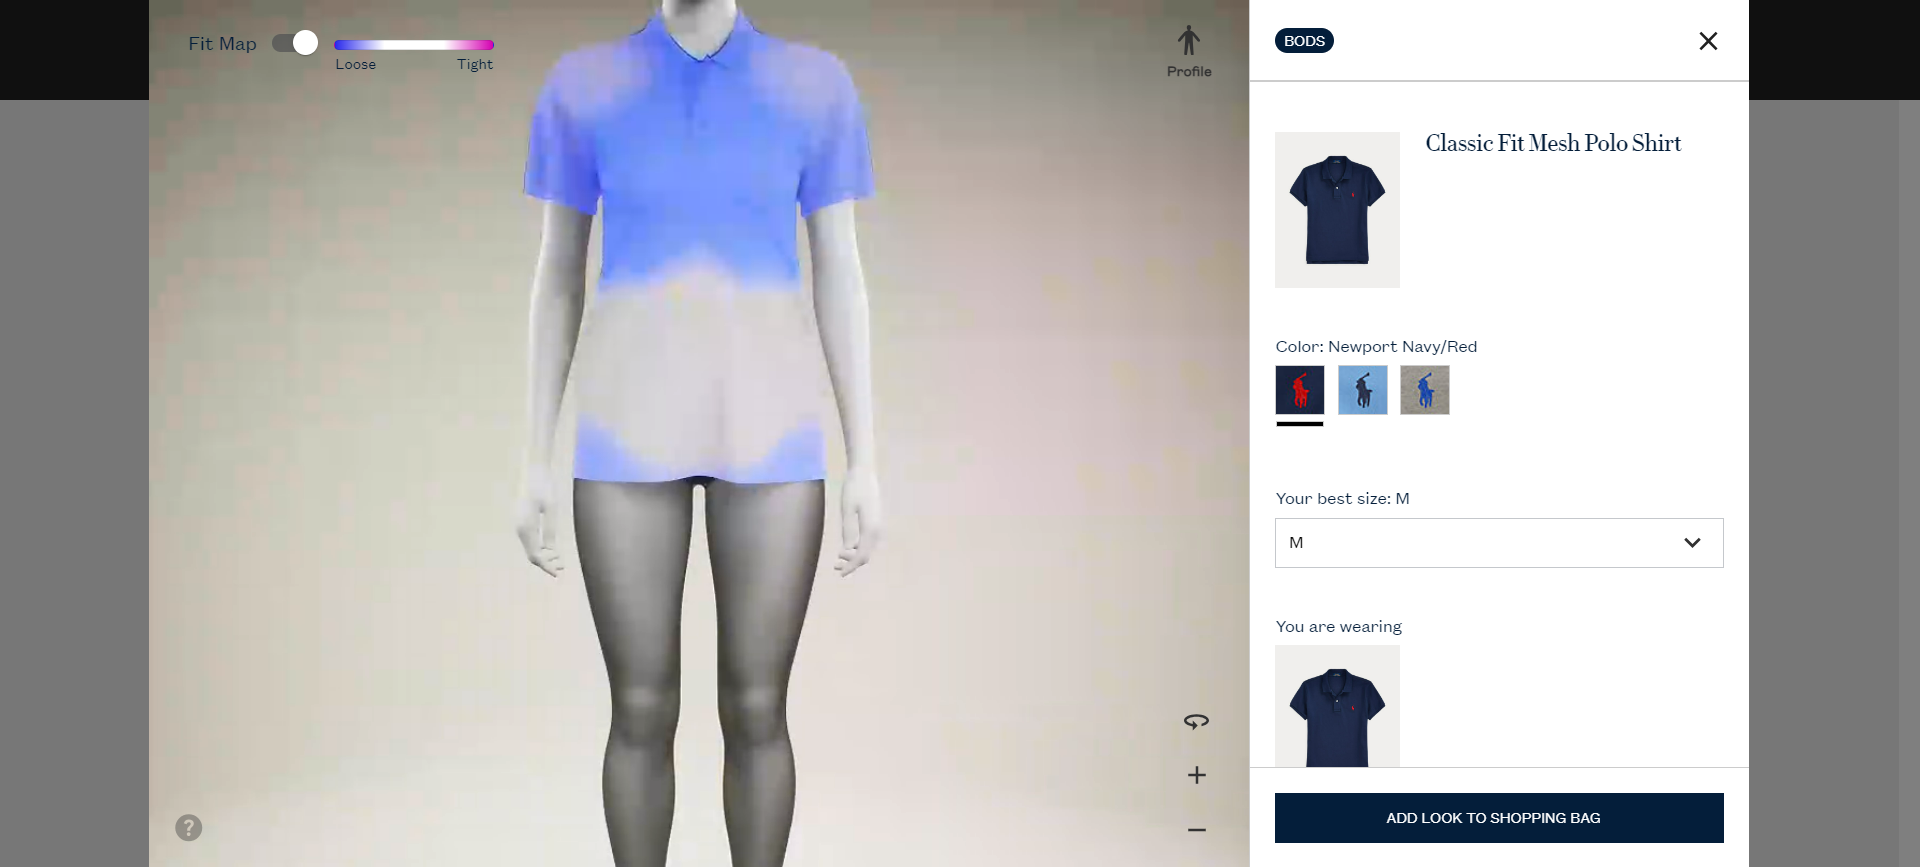 Fit Map
Loose
Tight
Profile
BODS
Classic Fit Mesh Polo Shirt
Color: Newport Navy/Red
Your best size: M
M
You are wearing
ADD LOOK TO SHOPPING BAG
?